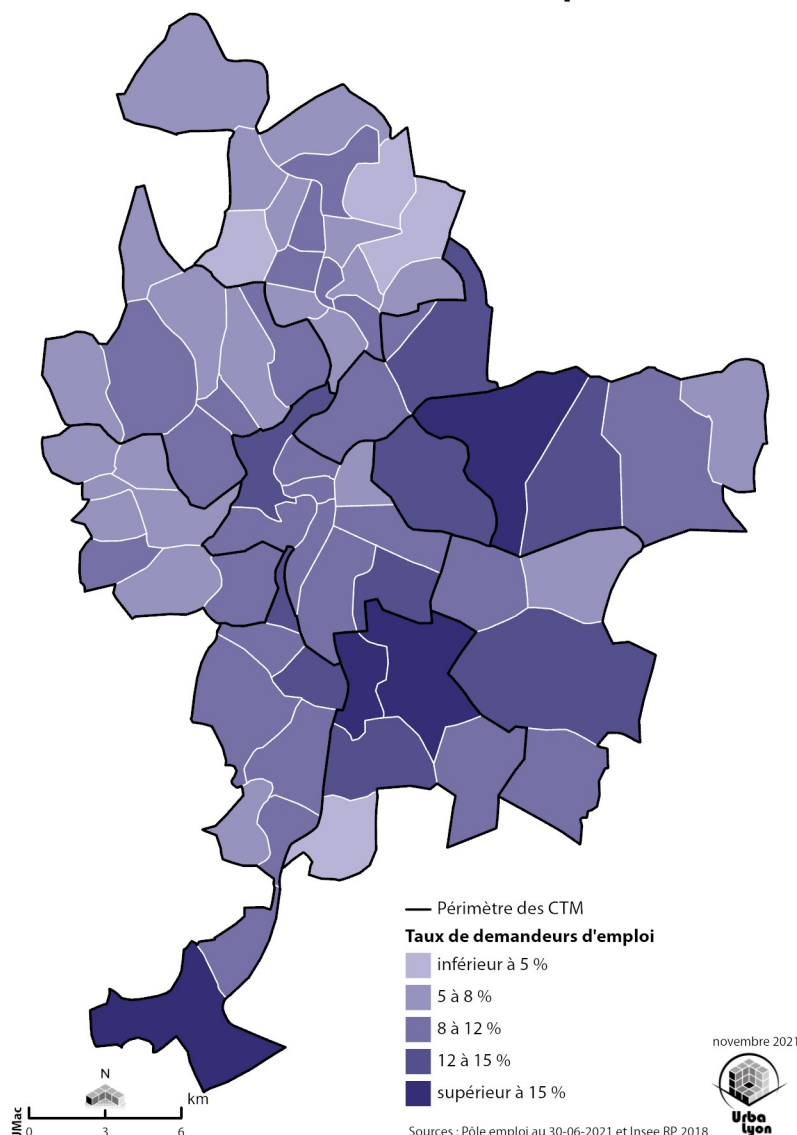 Périmètre des CTM
Taux de demandeurs d'emploi
inférieur à 5 %
5 à 8 %
8 à 12 %
12 à 15 %
supérieur à 15 %
novembre 2021
Urba
Lyon
N
km
0 3 6
UMac
Sources : Pôle emploi au 30-06-2021 et Insee RP 2018